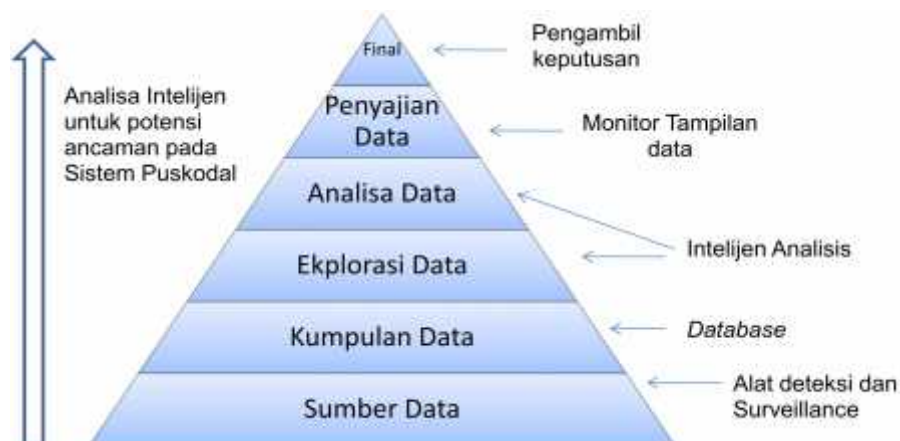 Final
Pengambil
keputusan
Analisa Intelijen
untuk potensi
ancaman pada
Sistem Puskodal
Penyajian
Data
Monitor Tampilan
data
Analisa Data
Intelijen Analisis
Ekplorasi Data
Kumpulan Data
Database
Sumber Data
Alat deteksi dan
Surveillance